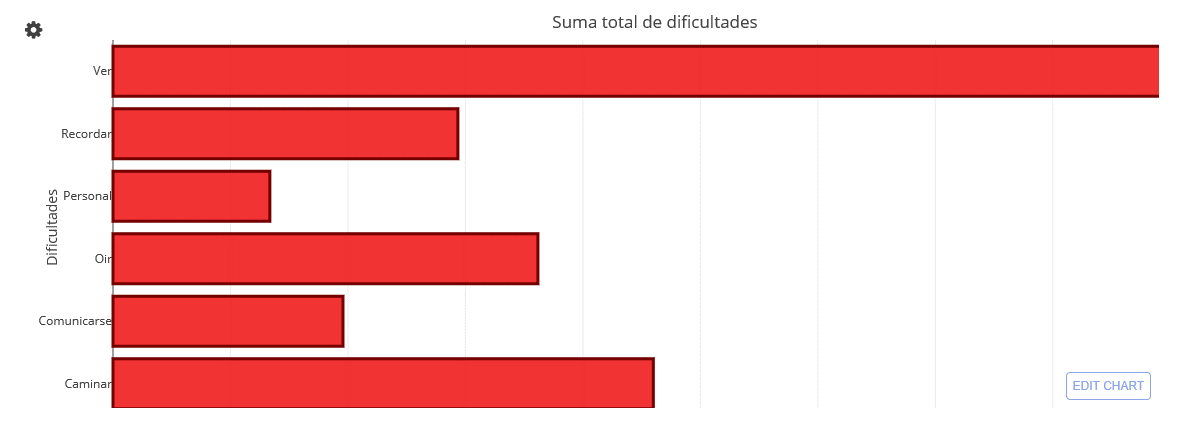 Suma total de dificultades
Dificultades
Ver
Recordar
Personal
Oir
Comunicarse
Caminar
EDIT CHART